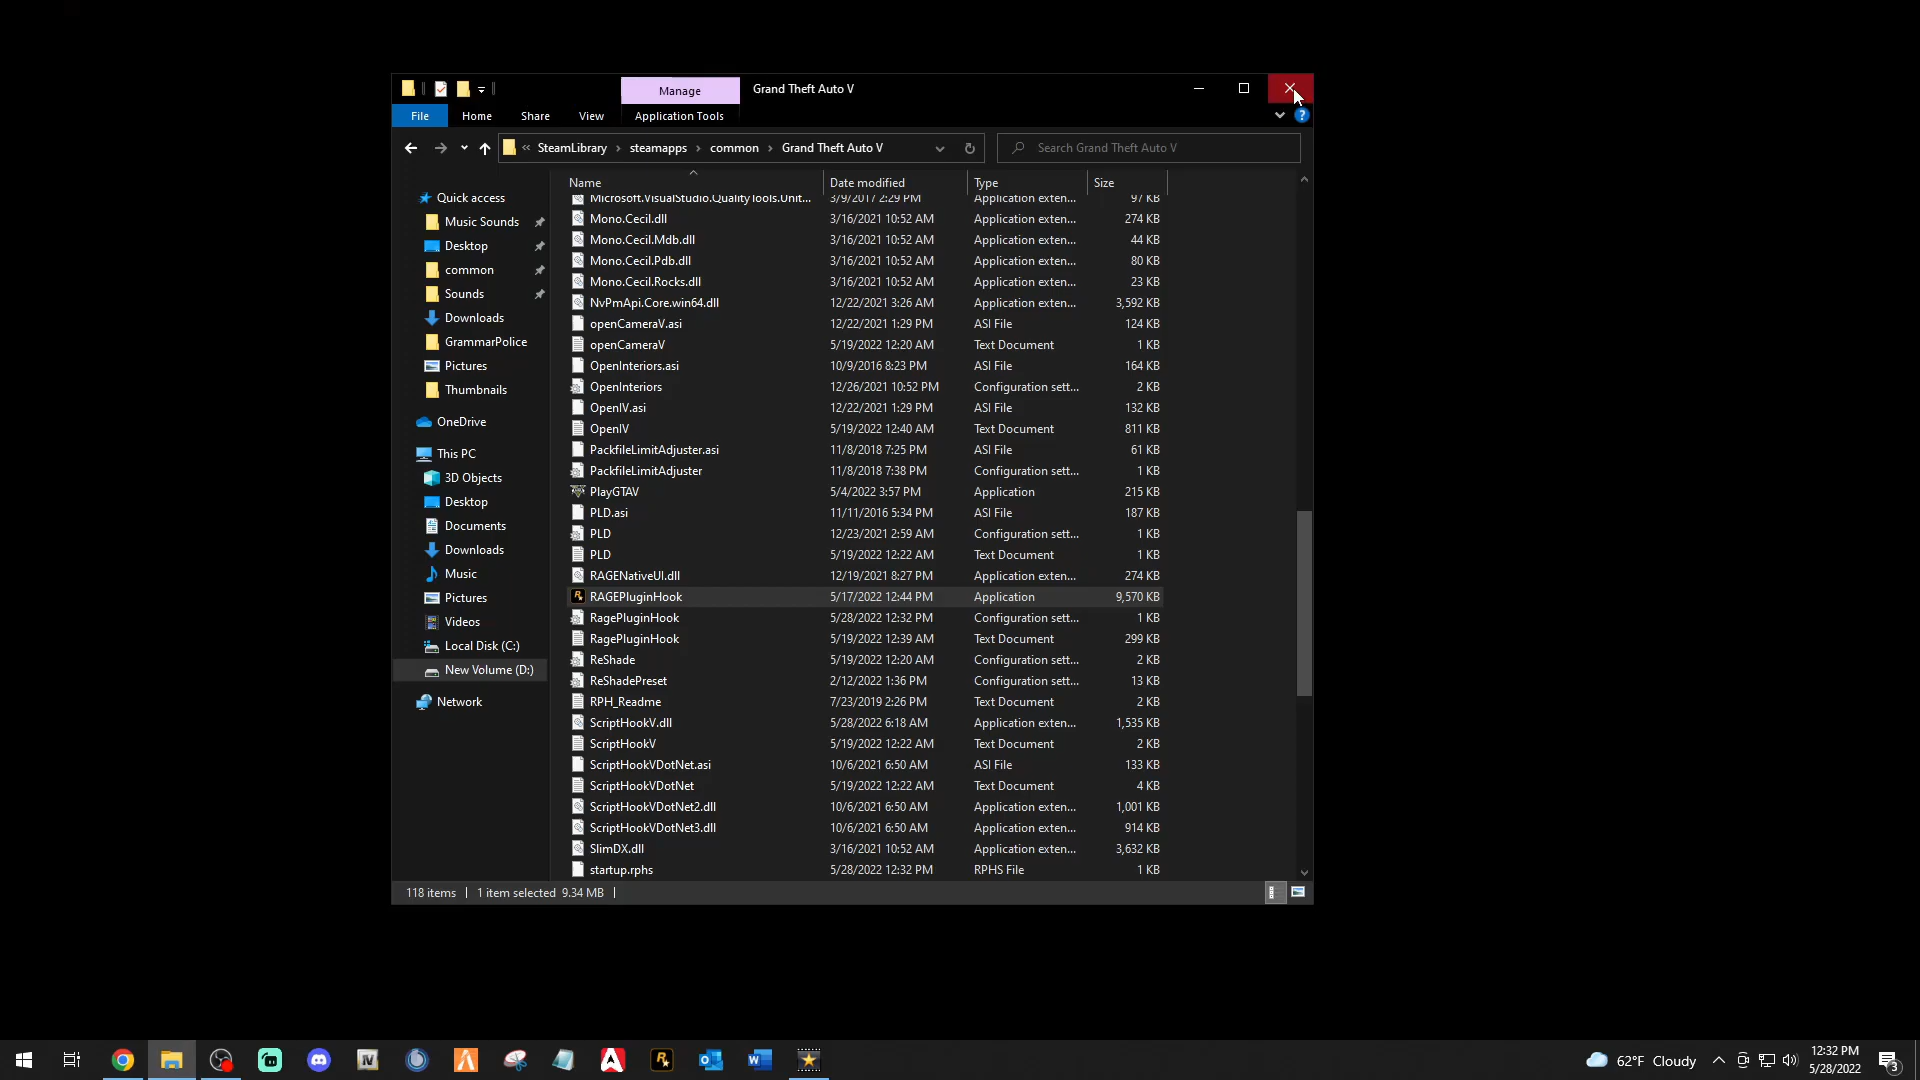 Manage
Grand Theft Auto V
File
Home
Share
View
Application Tools
« SteamLibrary › steamapps › common › Grand Theft Auto V
Search Grand Theft Auto V
Name Date modified Type Size
Microsoft.VisualStudio.QualityTools.Unit... 3/9/2017 2:29 PM Application exten... 97 KB
Mono.Cecil.dll 3/16/2021 10:52 AM Application exten... 274 KB
Mono.Cecil.Mdb.dll 3/16/2021 10:52 AM Application exten... 44 KB
Mono.Cecil.Pdb.dll 3/16/2021 10:52 AM Application exten... 80 KB
Mono.Cecil.Rocks.dll 3/16/2021 10:52 AM Application exten... 23 KB
NvPmApi.Core.win64.dll 12/22/2021 3:26 AM Application exten... 3,592 KB
openCameraV.asi 12/22/2021 1:29 PM ASI File 124 KB
openCameraV 5/19/2022 12:20 AM Text Document 1 KB
OpenInteriors.asi 10/9/2016 8:23 PM ASI File 164 KB
OpenInteriors 12/26/2021 10:52 PM Configuration sett... 2 KB
OpenIV.asi 12/22/2021 1:29 PM ASI File 132 KB
OpenIV 5/19/2022 12:40 AM Text Document 811 KB
PackfileLimitAdjuster.asi 11/8/2018 7:25 PM ASI File 61 KB
PackfileLimitAdjuster 11/8/2018 7:38 PM Configuration sett... 1 KB
PlayGTAV 5/4/2022 3:57 PM Application 215 KB
PLD.asi 11/11/2016 5:34 PM ASI File 187 KB
PLD 12/23/2021 2:59 AM Configuration sett... 1 KB
PLD 5/19/2022 12:22 AM Text Document 1 KB
RAGENativeUI.dll 12/19/2021 8:27 PM Application exten... 274 KB
RAGEPluginHook 5/17/2022 12:44 PM Application 9,570 KB
RagePluginHook 5/28/2022 12:32 PM Configuration sett... 1 KB
RagePluginHook 5/19/2022 12:39 AM Text Document 299 KB
ReShade 5/19/2022 12:20 AM Configuration sett... 2 KB
ReShadePreset 2/12/2022 1:36 PM Configuration sett... 13 KB
RPH_Readme 7/23/2019 2:26 PM Text Document 2 KB
ScriptHookV.dll 5/28/2022 6:18 AM Application exten... 1,535 KB
ScriptHookV 5/19/2022 12:22 AM Text Document 2 KB
ScriptHookVDotNet.asi 10/6/2021 6:50 AM ASI File 133 KB
ScriptHookVDotNet 5/19/2022 12:22 AM Text Document 4 KB
ScriptHookVDotNet2.dll 10/6/2021 6:50 AM Application exten... 1,001 KB
ScriptHookVDotNet3.dll 10/6/2021 6:50 AM Application exten... 914 KB
SlimDX.dll 3/16/2021 10:52 AM Application exten... 3,632 KB
startup.rphs 5/28/2022 12:32 PM RPHS File 1 KB
Quick access
Music Sounds
Desktop
common
Sounds
Downloads
GrammarPolice
Pictures
Thumbnails
OneDrive
This PC
3D Objects
Desktop
Documents
Downloads
Music
Pictures
Videos
Local Disk (C:)
New Volume (D:)
Network
118 items
1 item selected 9.34 MB
62°F Cloudy
12:32 PM
5/28/2022
3